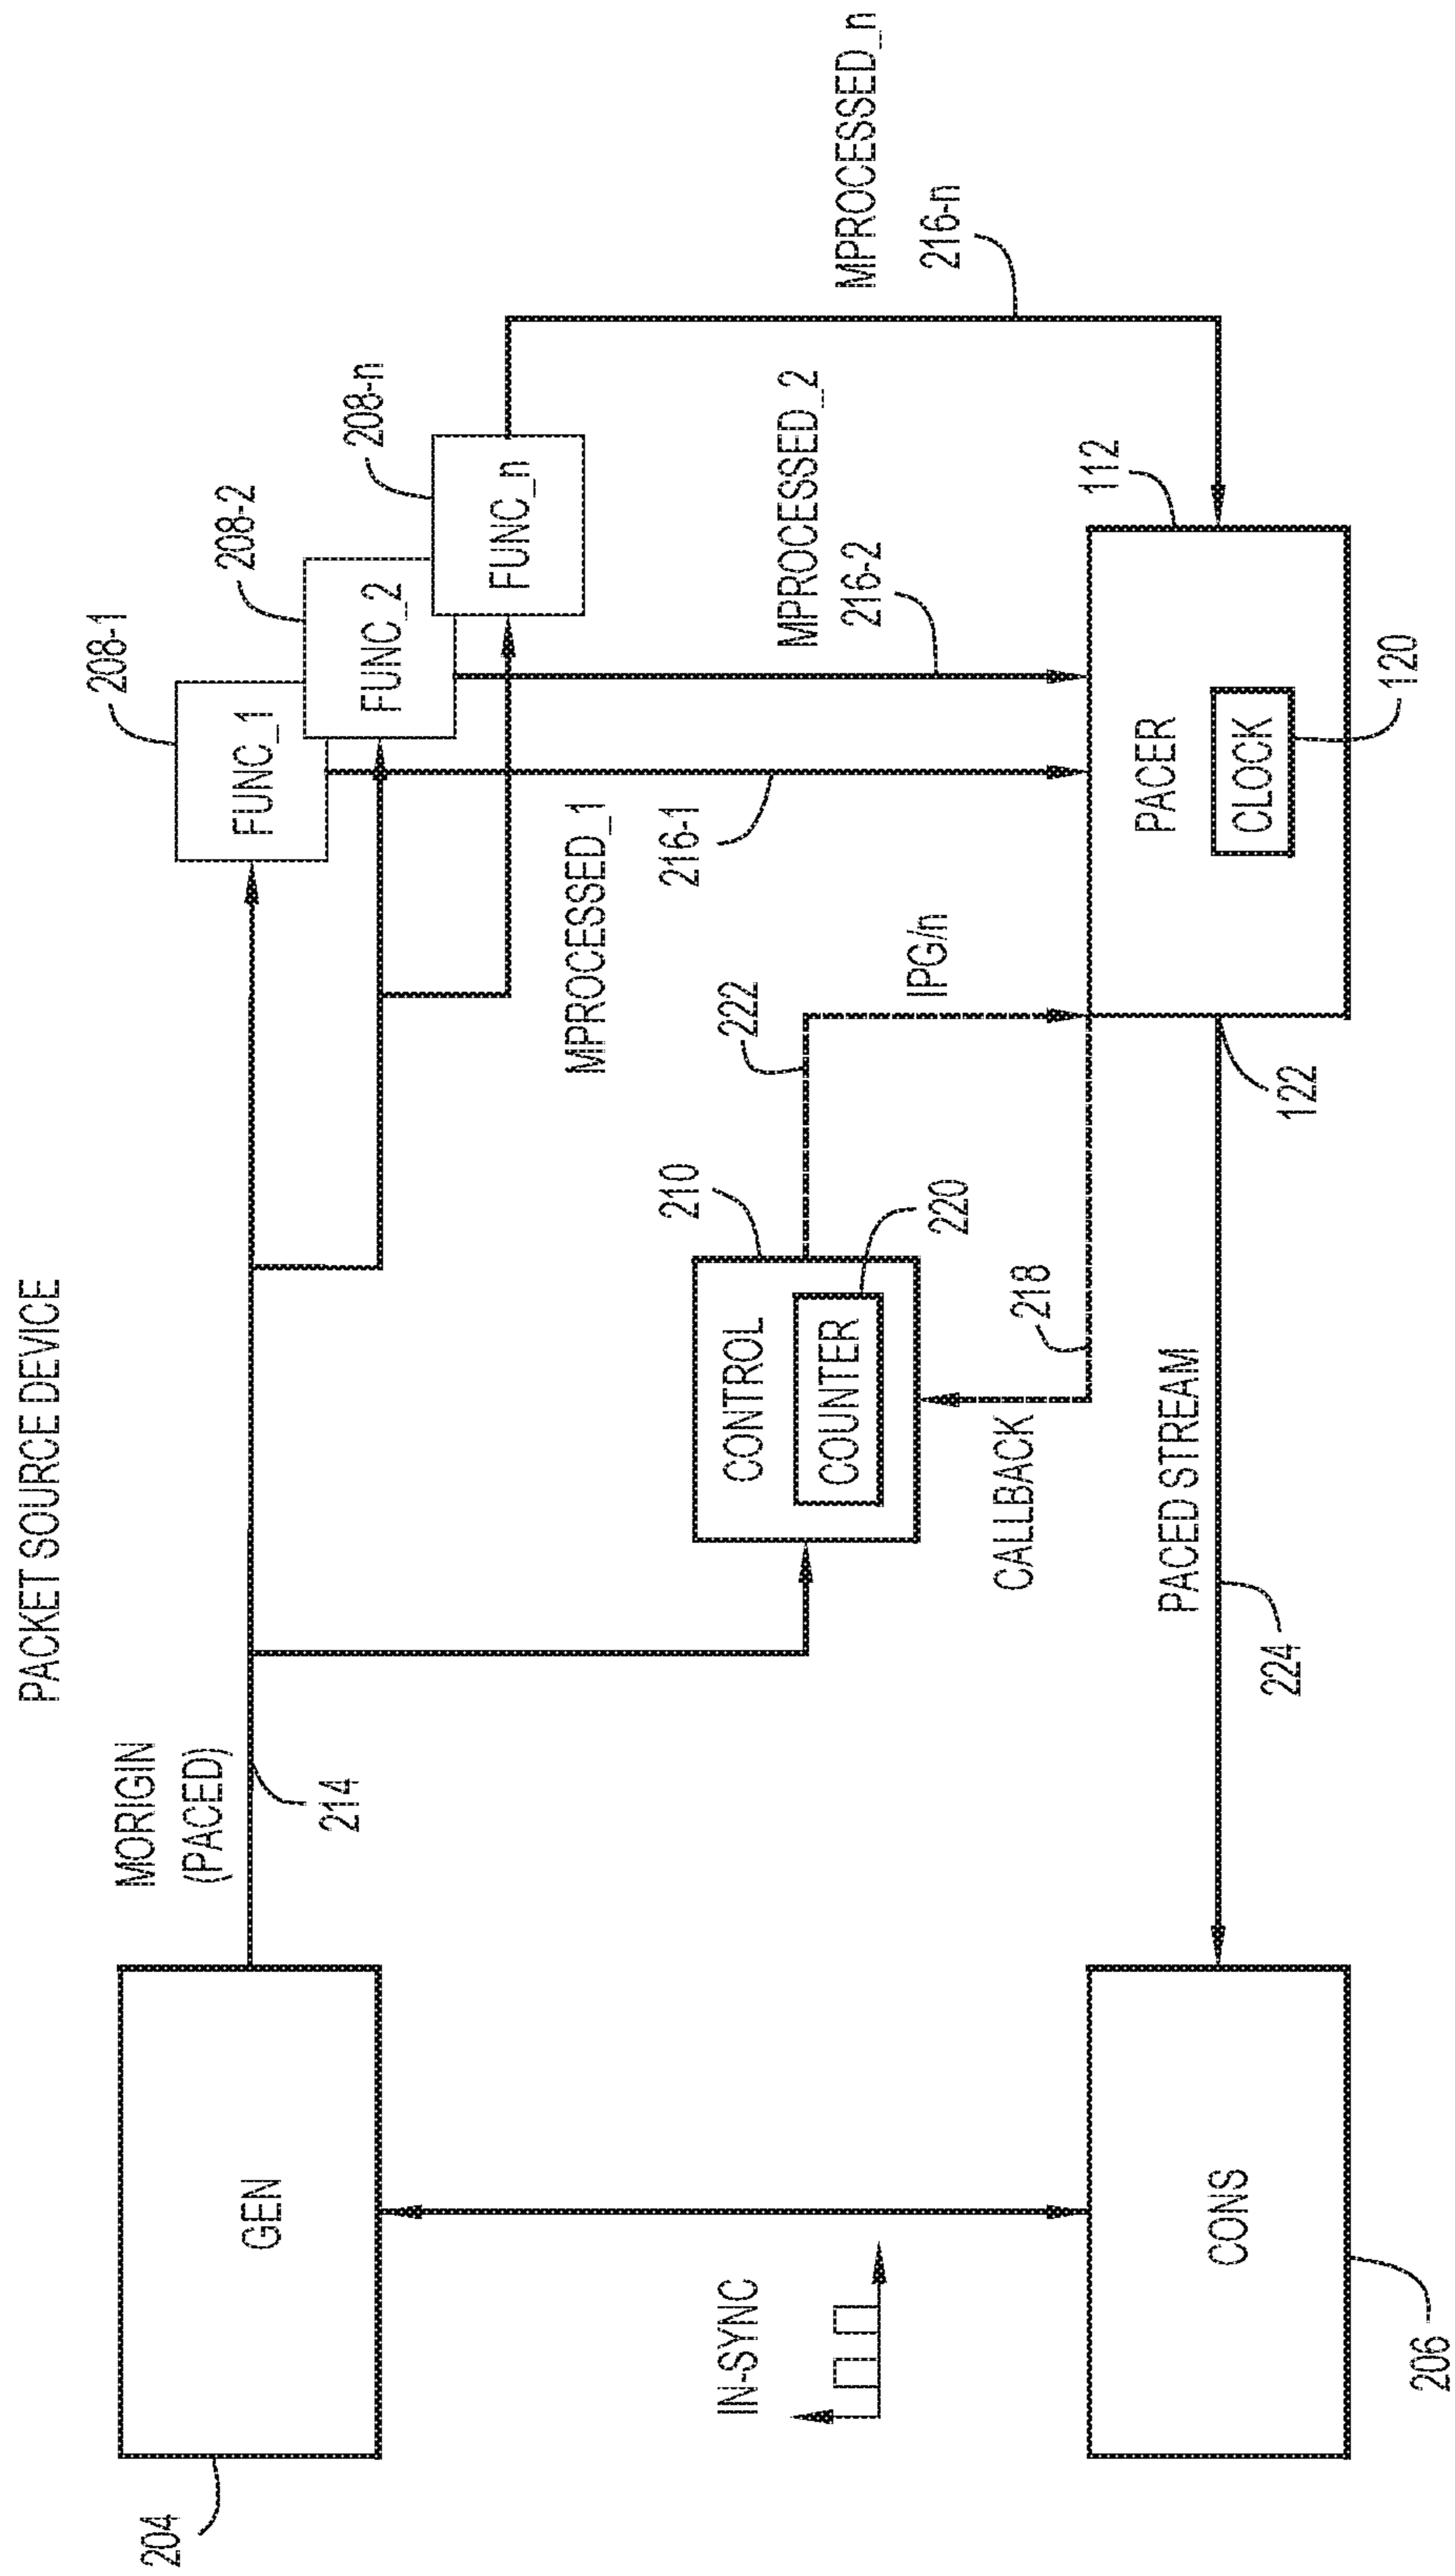 PACKET SOURCE DEVICE
204
GEN
MORIGIN
(PACED)
214
208-1
FUNC_1
208-2
FUNC_2
208-n
FUNC_n
MPROCESSED_1
216-1
MPROCESSED_2
216-2
MPROCESSED_n
216-n
IN-SYNC
210
CONTROL
COUNTER
220
222
IPG/n
CALLBACK
218
112
PACER
CLOCK
120
122
PACED STREAM
224
CONS
206